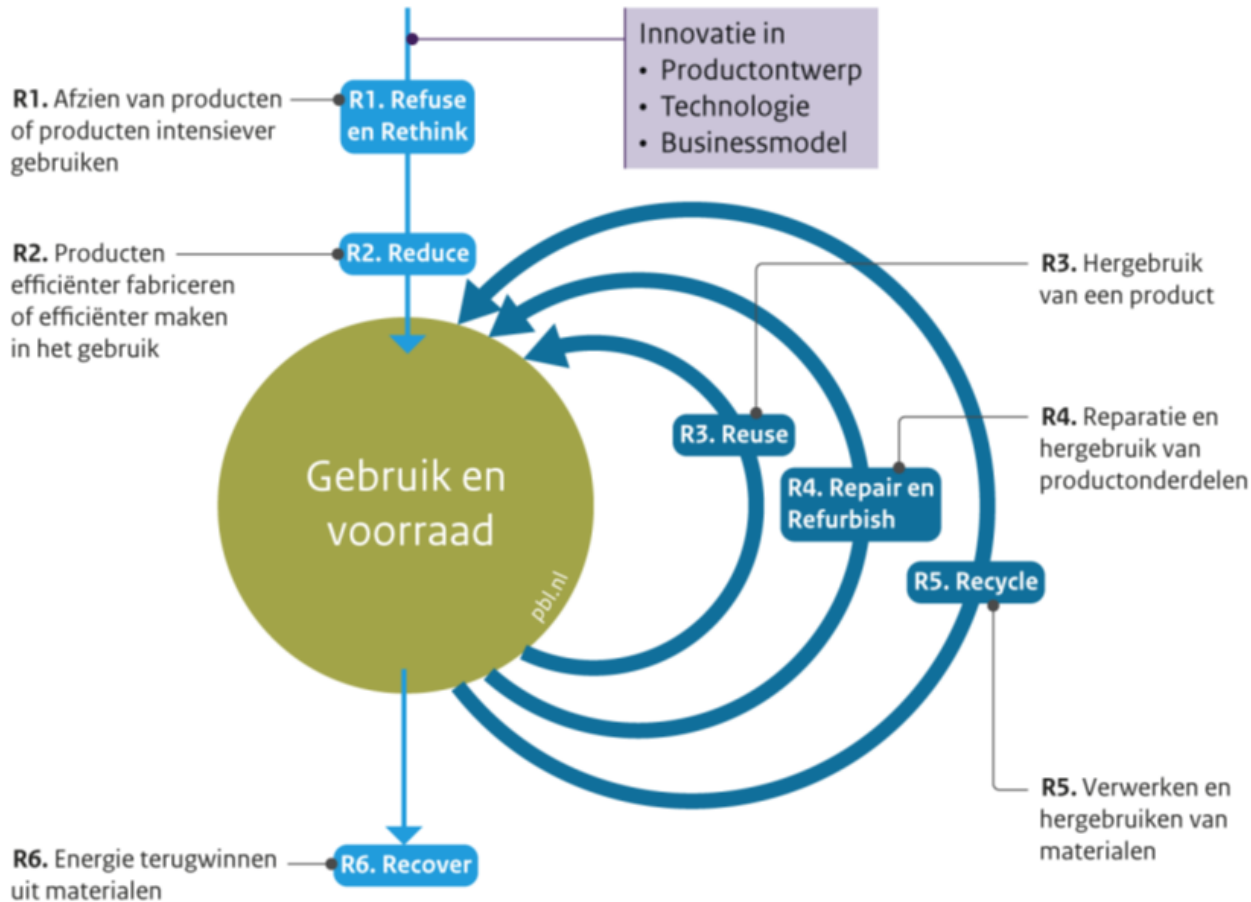 Innovatie in
• Productontwerp
• Technologie
• Businessmodel
R1. Afzien van producten
of producten intensiever
gebruiken
R1. Refuse
en Rethink
R2. Producten
efficiënter fabriceren
of efficiënter maken
in het gebruik
R2. Reduce
R3. Hergebruik
van een product
R3. Reuse
R4. Reparatie en
hergebruik van
productonderdelen
R4. Repair en
Refurbish
Gebruik en
voorraad
pbl.nl
R5. Recycle
R5. Verwerken en
hergebruiken van
materialen
R6. Energie terugwinnen
uit materialen
R6. Recover